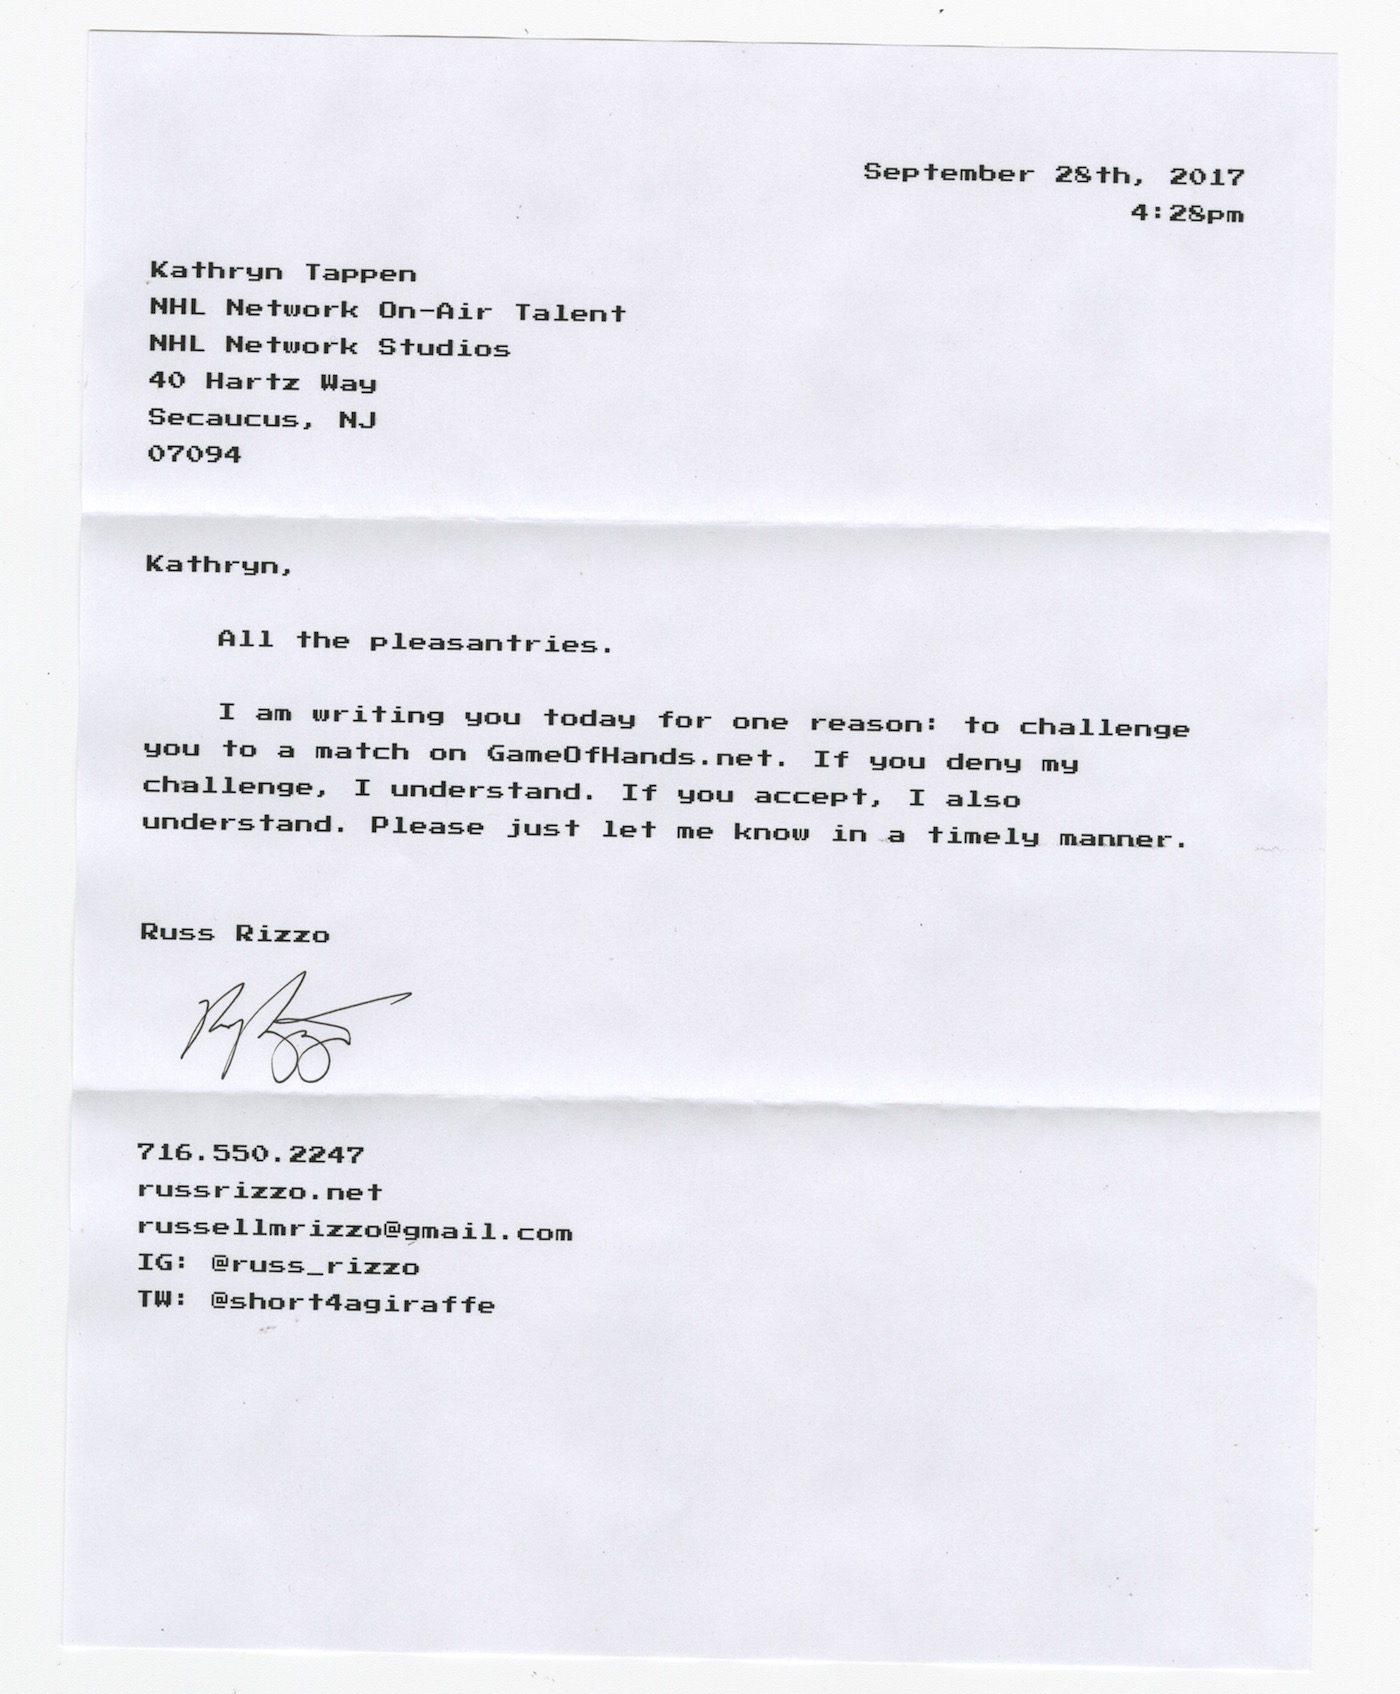 September 28th, 2017
4:28pm
Kathryn Tappen
NHL Network On-Air Talent
NHL Network Studios
40 Hartz Way
Secaucus, NJ
07094
Kathryn,
All the pleasantries.
I am writing you today for one reason: to challenge
you to a match on GameOfHands.net. If you deny my
challenge, I understand. If you accept, I also
understand. Please just let me know in a timely manner.
Russ Rizzo
716.550.2247
russrizzo.net
russellmrizzo@gmail.com
IG: @russ_rizzo
TW: @short4agiraffe